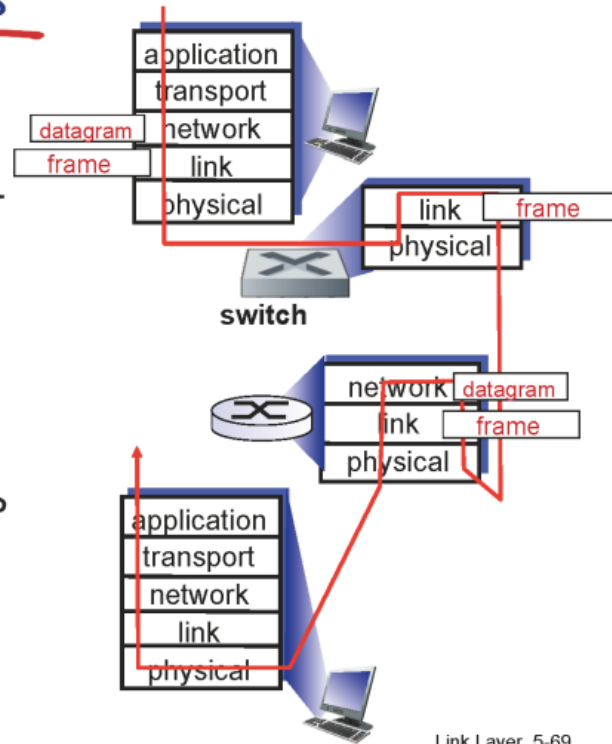 application
transport
datagram network
frame link
physical
link frame
physical
switch
network datagram
link frame
physical
application
transport
network
link
physical
Link Layer 5-69